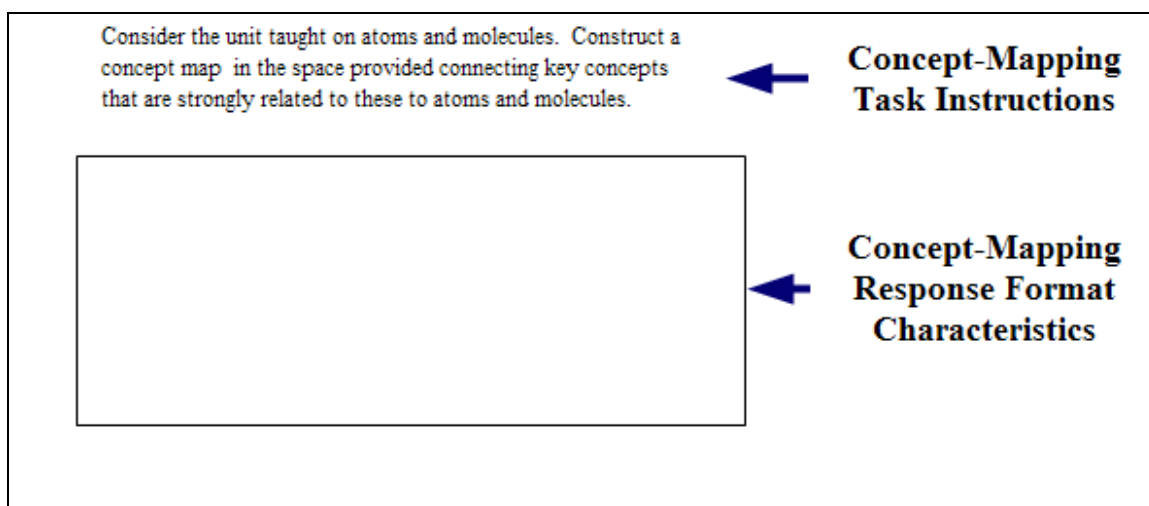 Consider the unit taught on atoms and molecules.  Construct a
concept map  in the space provided connecting key concepts
that are strongly related to these to atoms and molecules.
Concept-Mapping
Task Instructions
Concept-Mapping
Response Format
Characteristics